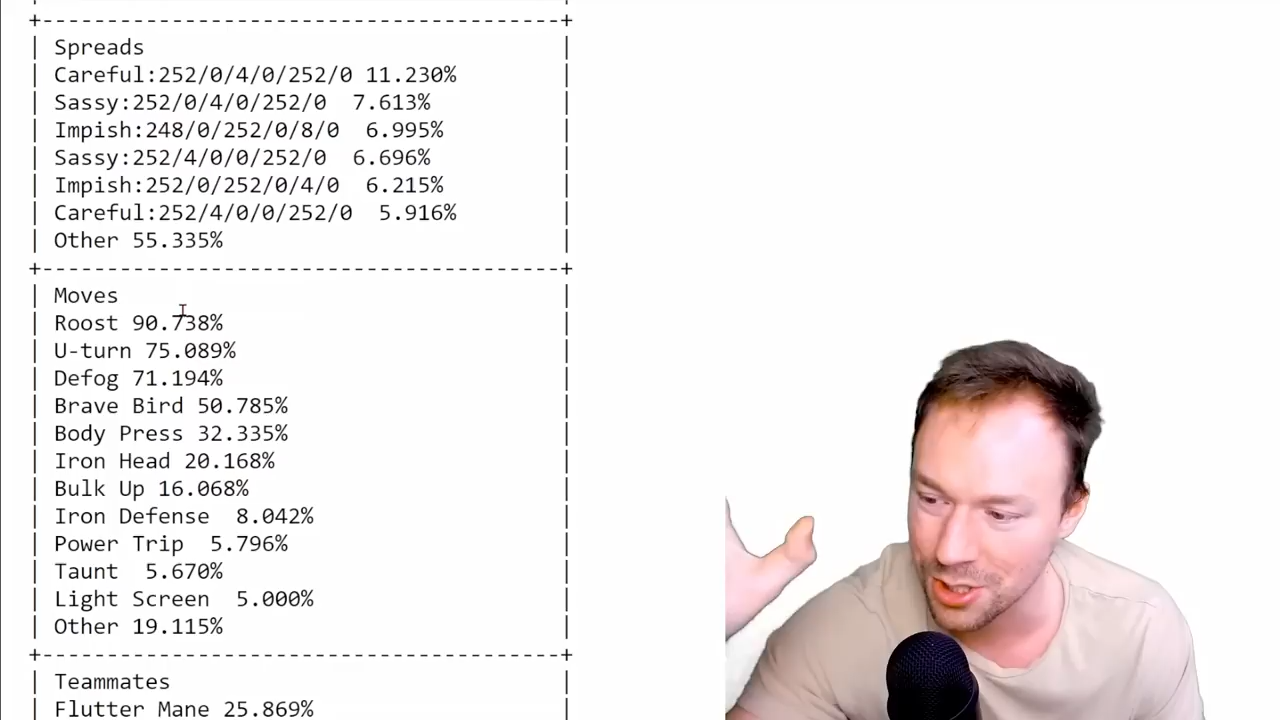 +----------------------------------------+
| Spreads |
| Careful:252/0/4/0/252/0 11.230% |
| Sassy:252/0/4/0/252/0  7.613% |
| Impish:248/0/252/0/8/0  6.995% |
| Sassy:252/4/0/0/252/0  6.696% |
| Impish:252/0/252/0/4/0  6.215% |
| Careful:252/4/0/0/252/0  5.916% |
| Other 55.335% |
+----------------------------------------+
| Moves |
| Roost 90.738% |
| U-turn 75.089% |
| Defog 71.194% |
| Brave Bird 50.785% |
| Body Press 32.335% |
| Iron Head 20.168% |
| Bulk Up 16.068% |
| Iron Defense  8.042% |
| Power Trip  5.796% |
| Taunt  5.670% |
| Light Screen  5.000% |
| Other 19.115% |
+----------------------------------------+
| Teammates |
| Flutter Mane 25.869% |